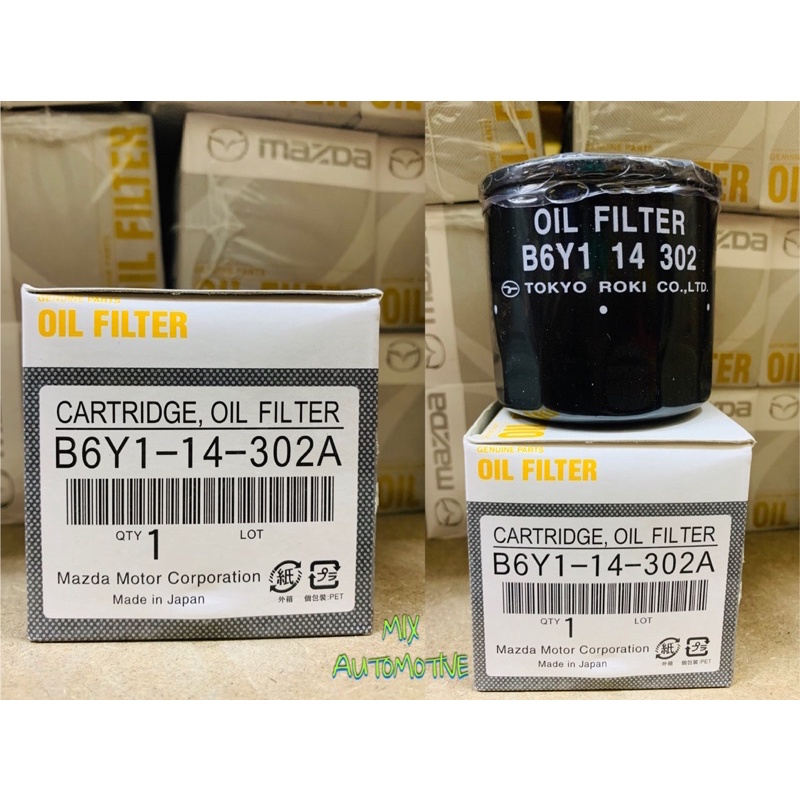 mazda
OIL FILTER
GENUINE PARTS
OIL FILTER
CARTRIDGE, OIL FILTER
B6Y1-14-302A
QTY 1 LOT
Mazda Motor Corporation
Made in Japan
紙
外箱
プラ
個包装:PET
MIX
AUTOMOTIVE
OIL FILTER
B6Y1 14 302
TOKYO ROKI CO.,LTD.
mazda
mazda
GENUINE PARTS
OIL FILTER
CARTRIDGE, OIL FILTER
B6Y1-14-302A
QTY 1 LOT
Mazda Motor Corporation
Made in Japan
紙
外箱
プラ
個包装:PET